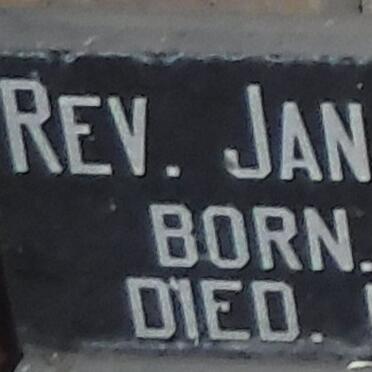 REV. JAN
BORN.
DIED.